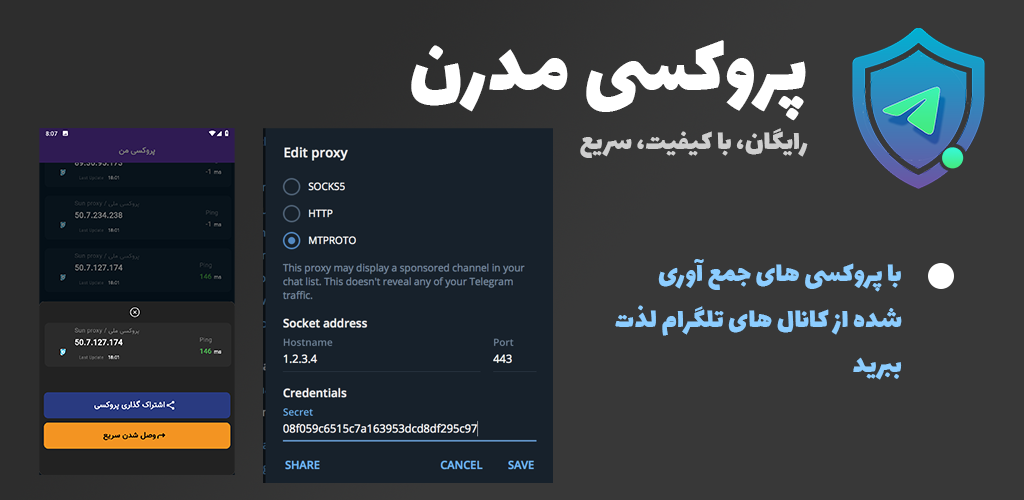 پروکسی مدرن
رایگان، با کیفیت، سریع
با پروکسی های جمع آوری
شده از کانال های تلگرام لذت
ببرید
8:07
پروکسی من
69.30.95.173
-1 ms
Last Update 18:01
Sun proxy / پروکسی ملی
Ping
50.7.234.238
-1 ms
Last Update 18:01
Sun proxy / پروکسی ملی
Ping
50.7.127.174
146 ms
Last Update 18:01
Sun proxy / پروکسی ملی
Ping
50.7.127.174
146 ms
Last Update 18:01
اشتراک گذاری پروکسی
وصل شدن سریع
Edit proxy
SOCKS5
HTTP
MTPROTO
This proxy may display a sponsored channel in your
chat list. This doesn't reveal any of your Telegram
traffic.
Socket address
Hostname
Port
1.2.3.4
443
Credentials
Secret
08f059c6515c7a163953dcd8df295c97
SHARE
CANCEL
SAVE